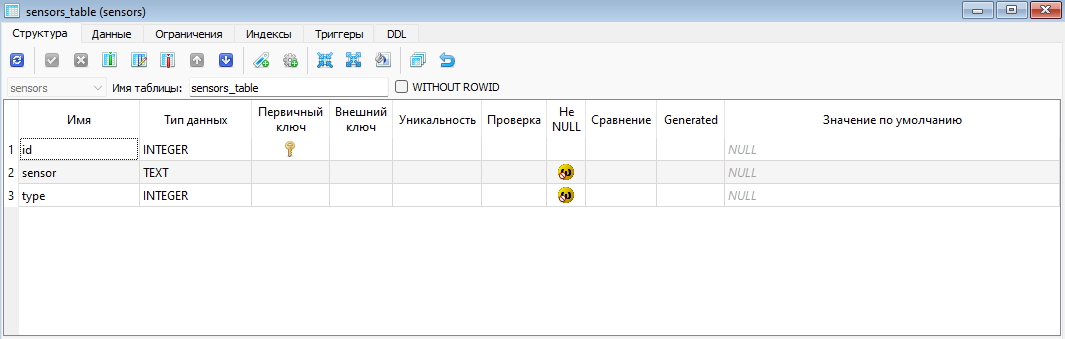 sensors_table (sensors)
Структура Данные Ограничения Индексы Триггеры DDL
sensors Имя таблицы: sensors_table WITHOUT ROWID
Имя Тип данных Первичный ключ Внешний ключ Уникальность Проверка Не NULL Сравнение Generated Значение по умолчанию
1 id INTEGER NULL
2 sensor TEXT NULL
3 type INTEGER NULL